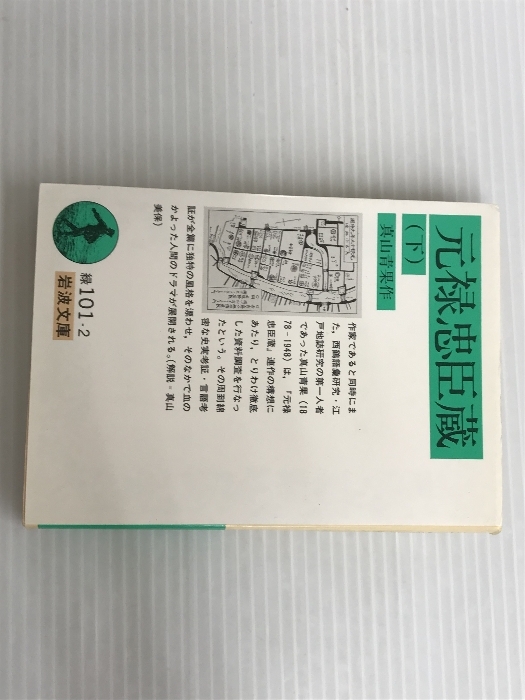 元禄忠臣蔵
(下)
真山青果作
作家であると同時にま
た、西鶴語彙研究・江
戸地誌研究の第一人者
であった真山青果(18
78-1948)は、『元禄
忠臣蔵』連作の構想に
あたり、とりわけ徹底
した資料調査を行なっ
たという。その周到綿
密な史実考証・言語考
証が全篇に独特の風格を漂わせ、そのなかで血の
かよった人間のドラマが展開される。(解説=真山
美保)
緑101-2
岩波文庫